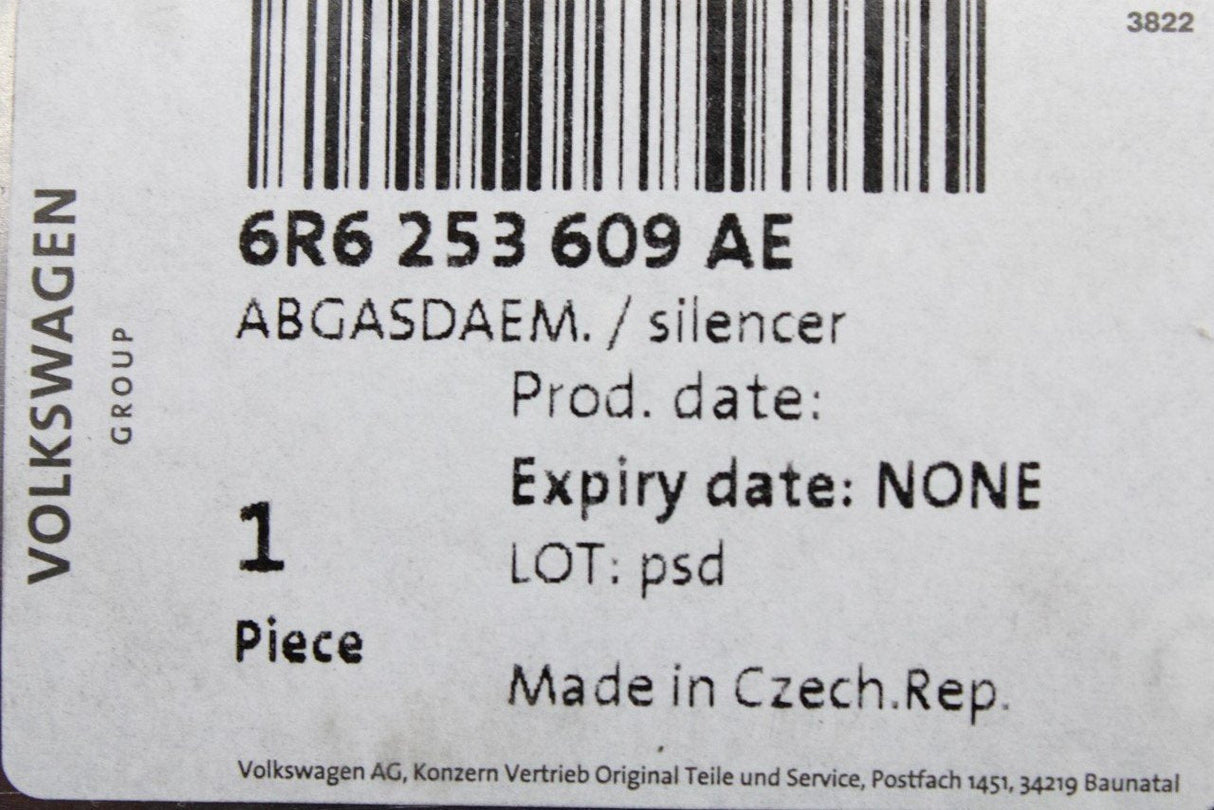 3822
VOLKSWAGEN
GROUP
6R6 253 609 AE
ABGASDAEM. / silencer
Prod. date:
Expiry date: NONE
1
LOT: psd
Piece
Made in Czech.Rep.
Volkswagen AG, Konzern Vertrieb Original Teile und Service, Postfach 1451, 34219 Baunatal